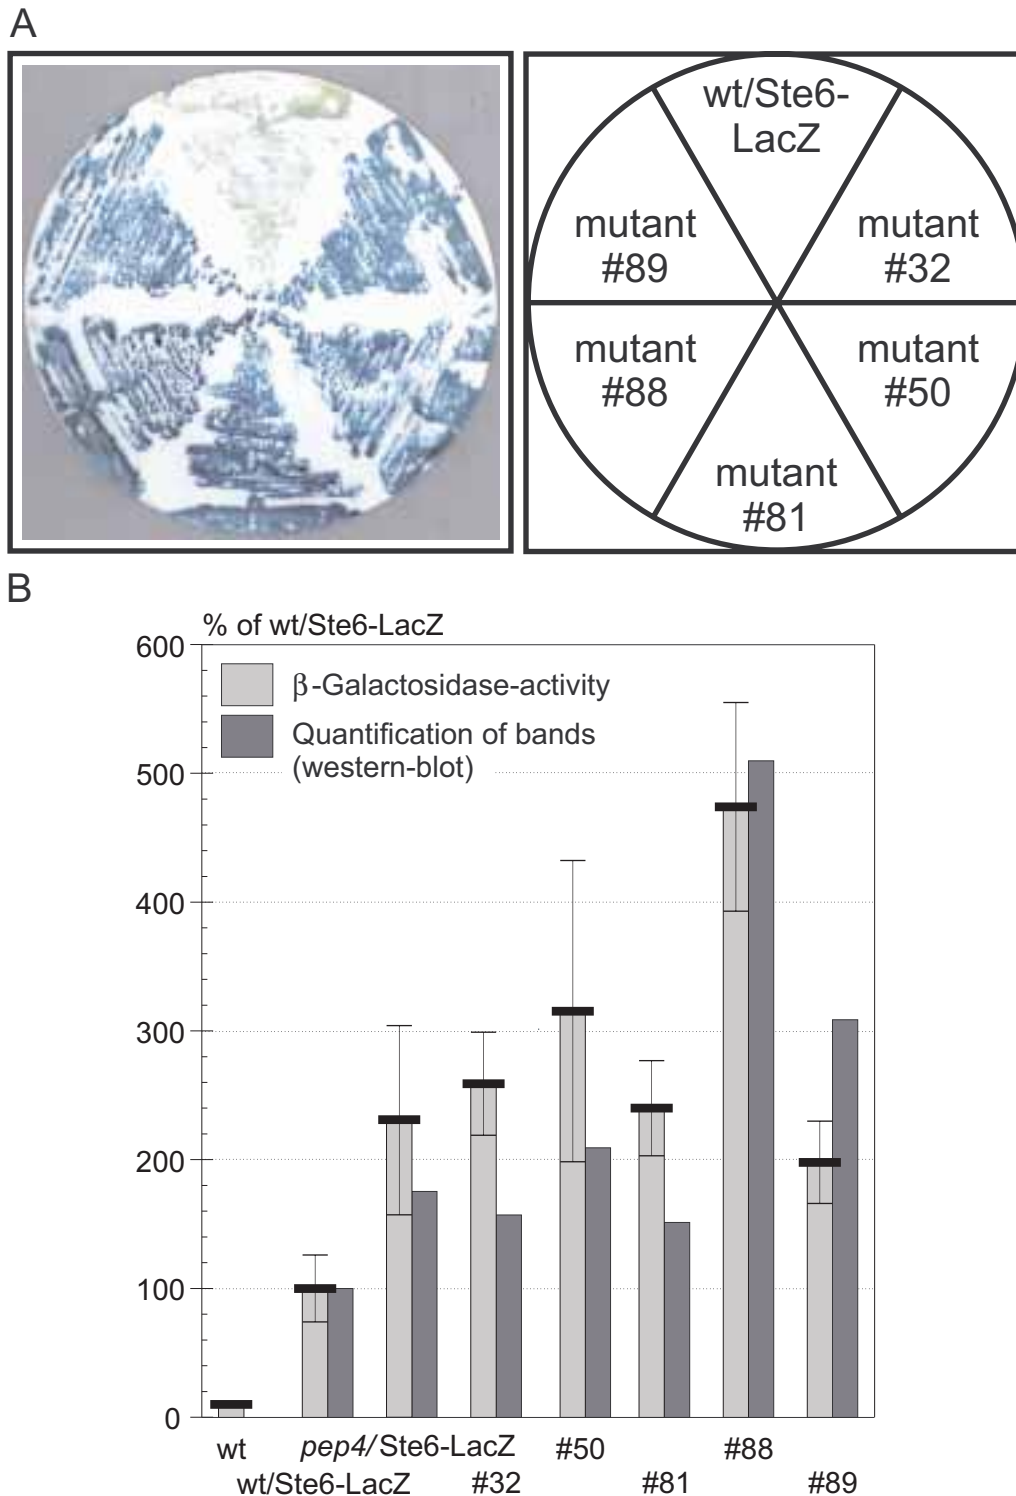 A
wt/Ste6-
LacZ
mutant
#89
mutant
#32
mutant
#88
mutant
#50
mutant
#81
B
% of wt/Ste6-LacZ
600
β-Galactosidase-activity
Quantification of bands
(western-blot)
500
400
300
200
100
0
wt
pep4/Ste6-LacZ
#50
#88
wt/Ste6-LacZ
#32
#81
#89